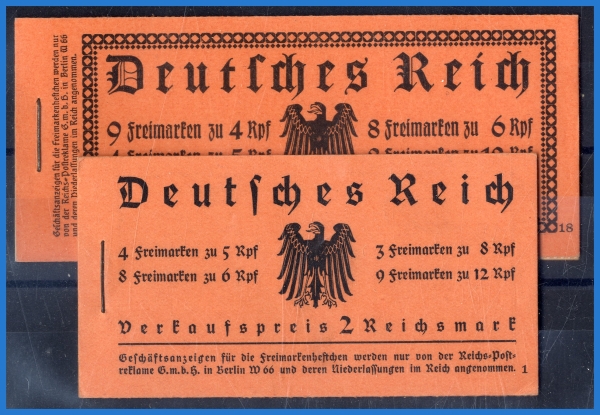 Geschäftsanzeigen für die Freimarkenheftchen werden nur
von der Reichs-Postreklame G.m.b.H. in Berlin W 66
und deren Niederlassungen im Reich angenommen.
Deutsches Reich
9 Freimarken zu 4 Rpf 8 Freimarken zu 6 Rpf
18
Deutsches Reich
4 Freimarken zu 5 Rpf 3 Freimarken zu 8 Rpf
8 Freimarken zu 6 Rpf 9 Freimarken zu 12 Rpf
Verkaufspreis 2 Reichsmark
Geschäftsanzeigen für die Freimarkenheftchen werden nur von der Reichs-Post-
reklame G.m.b.H. in Berlin W 66 und deren Niederlassungen im Reich angenommen. 1